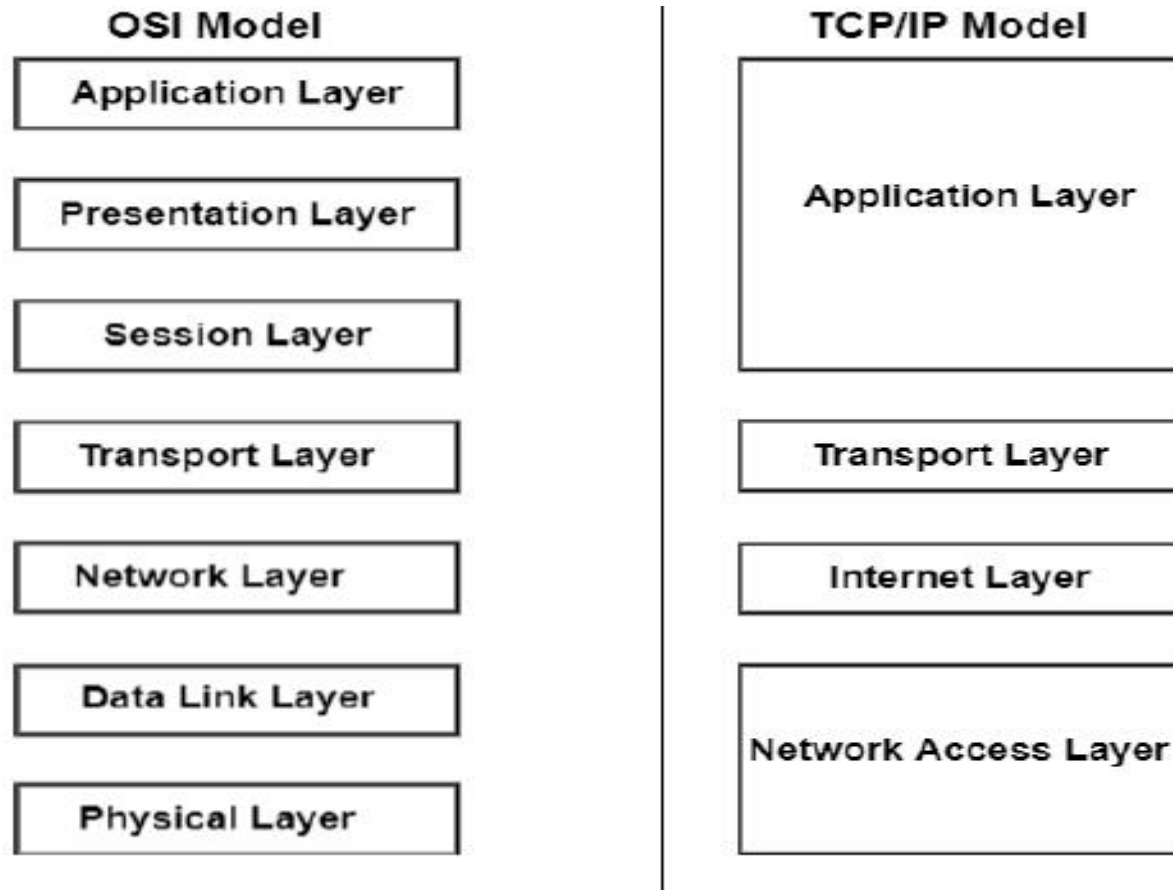 OSI Model
Application Layer
Presentation Layer
Session Layer
Transport Layer
Network Layer
Data Link Layer
Physical Layer
TCP/IP Model
Application Layer
Transport Layer
Internet Layer
Network Access Layer